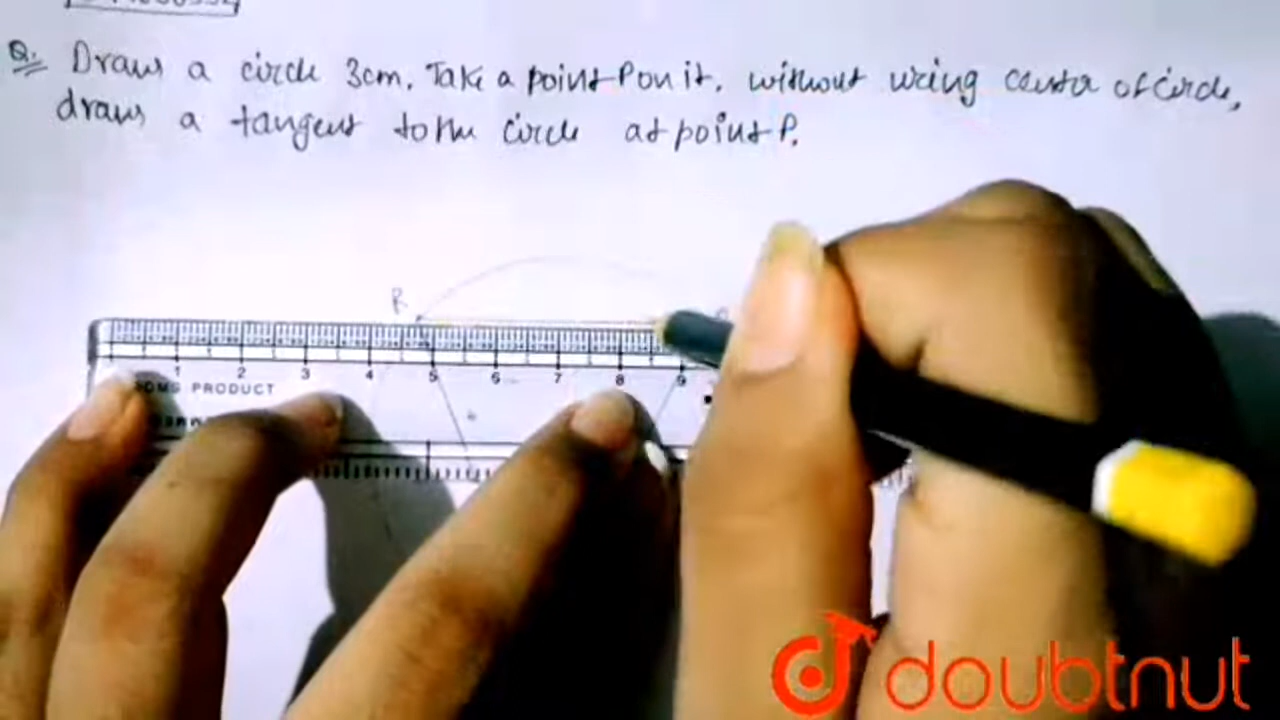 Q. Draw a circle 3cm. Take a point P on it. without using center of circle,
draw a tangent to the circle at point P.
R
1 2 3 4 5 6 7 8 9
PRODUCT
doubtnut